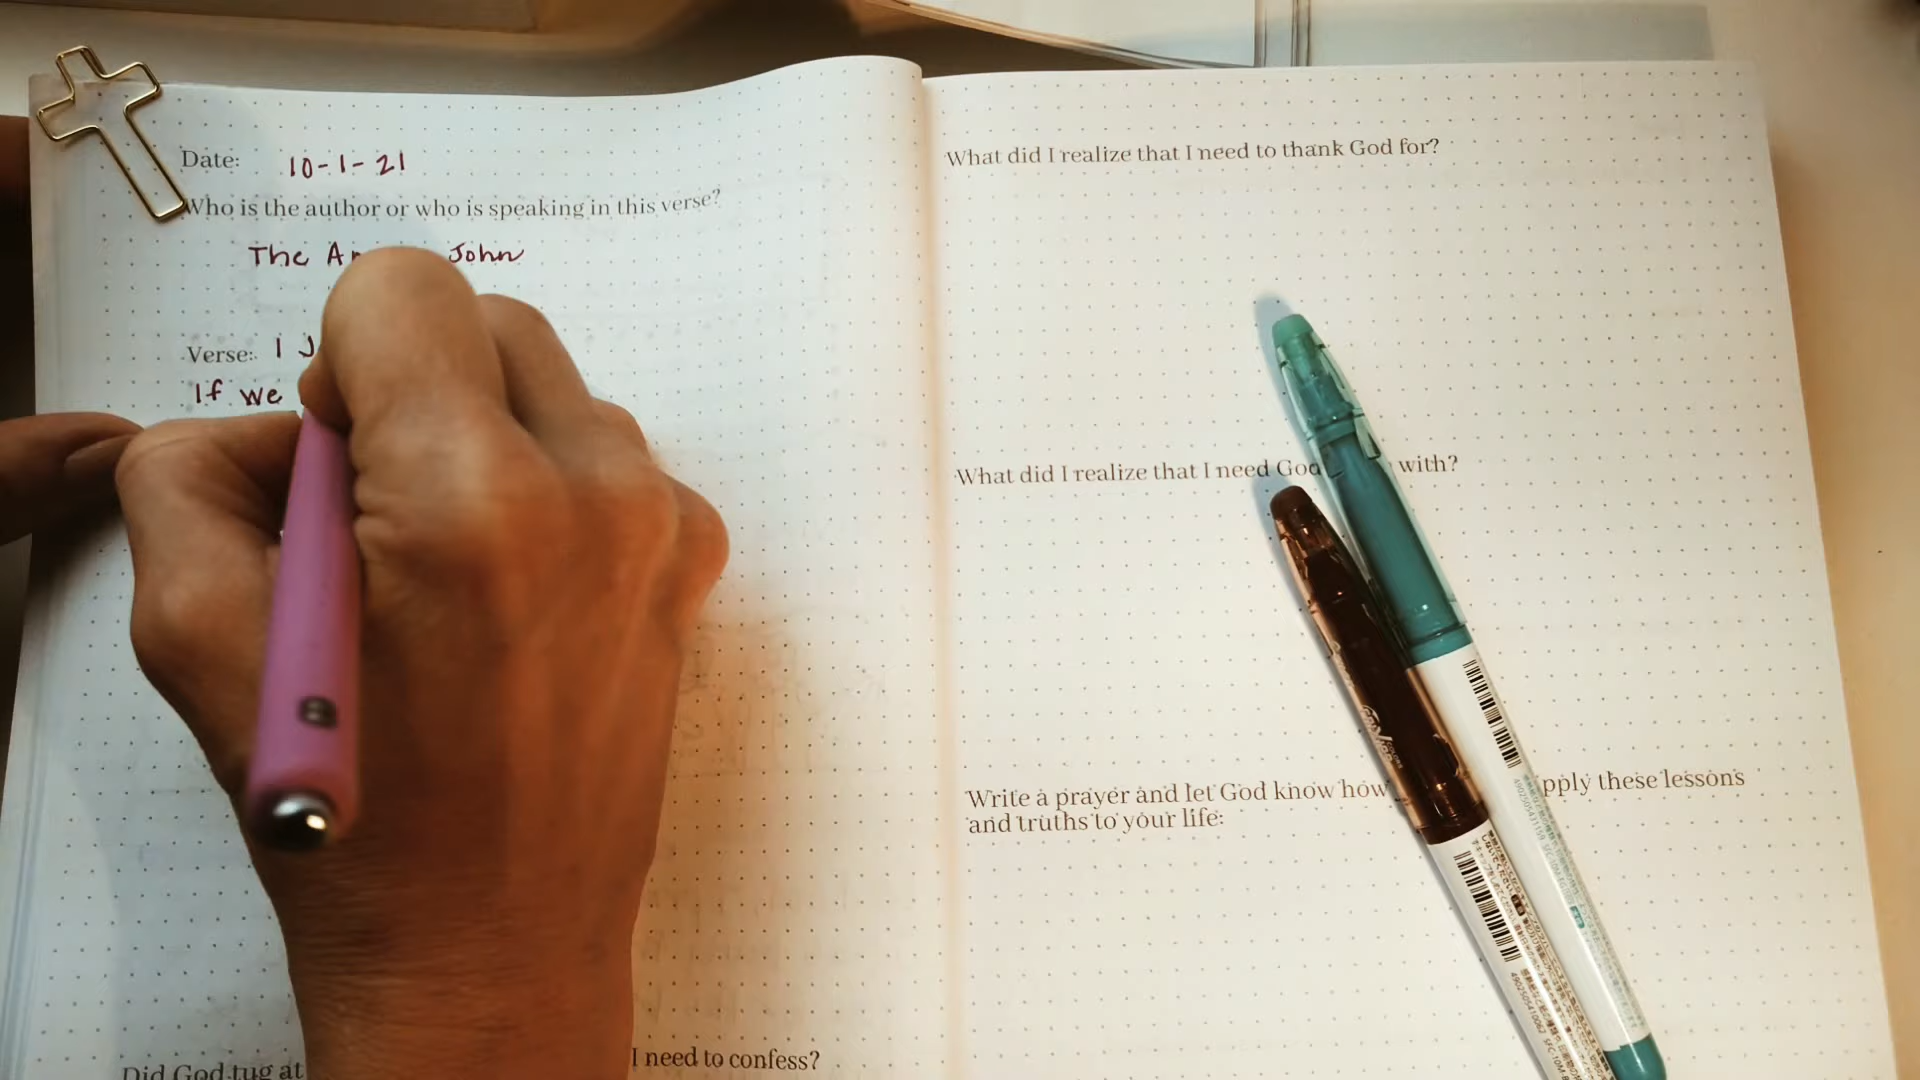 Date: 10-1-21
Who is the author or who is speaking in this verse?
The John
Verse: 1
If we
Did God tug at I need to confess?
What did I realize that I need to thank God for?
What did I realize that I need with?
Write a prayer and let God know how these lessons
and truths to your life: